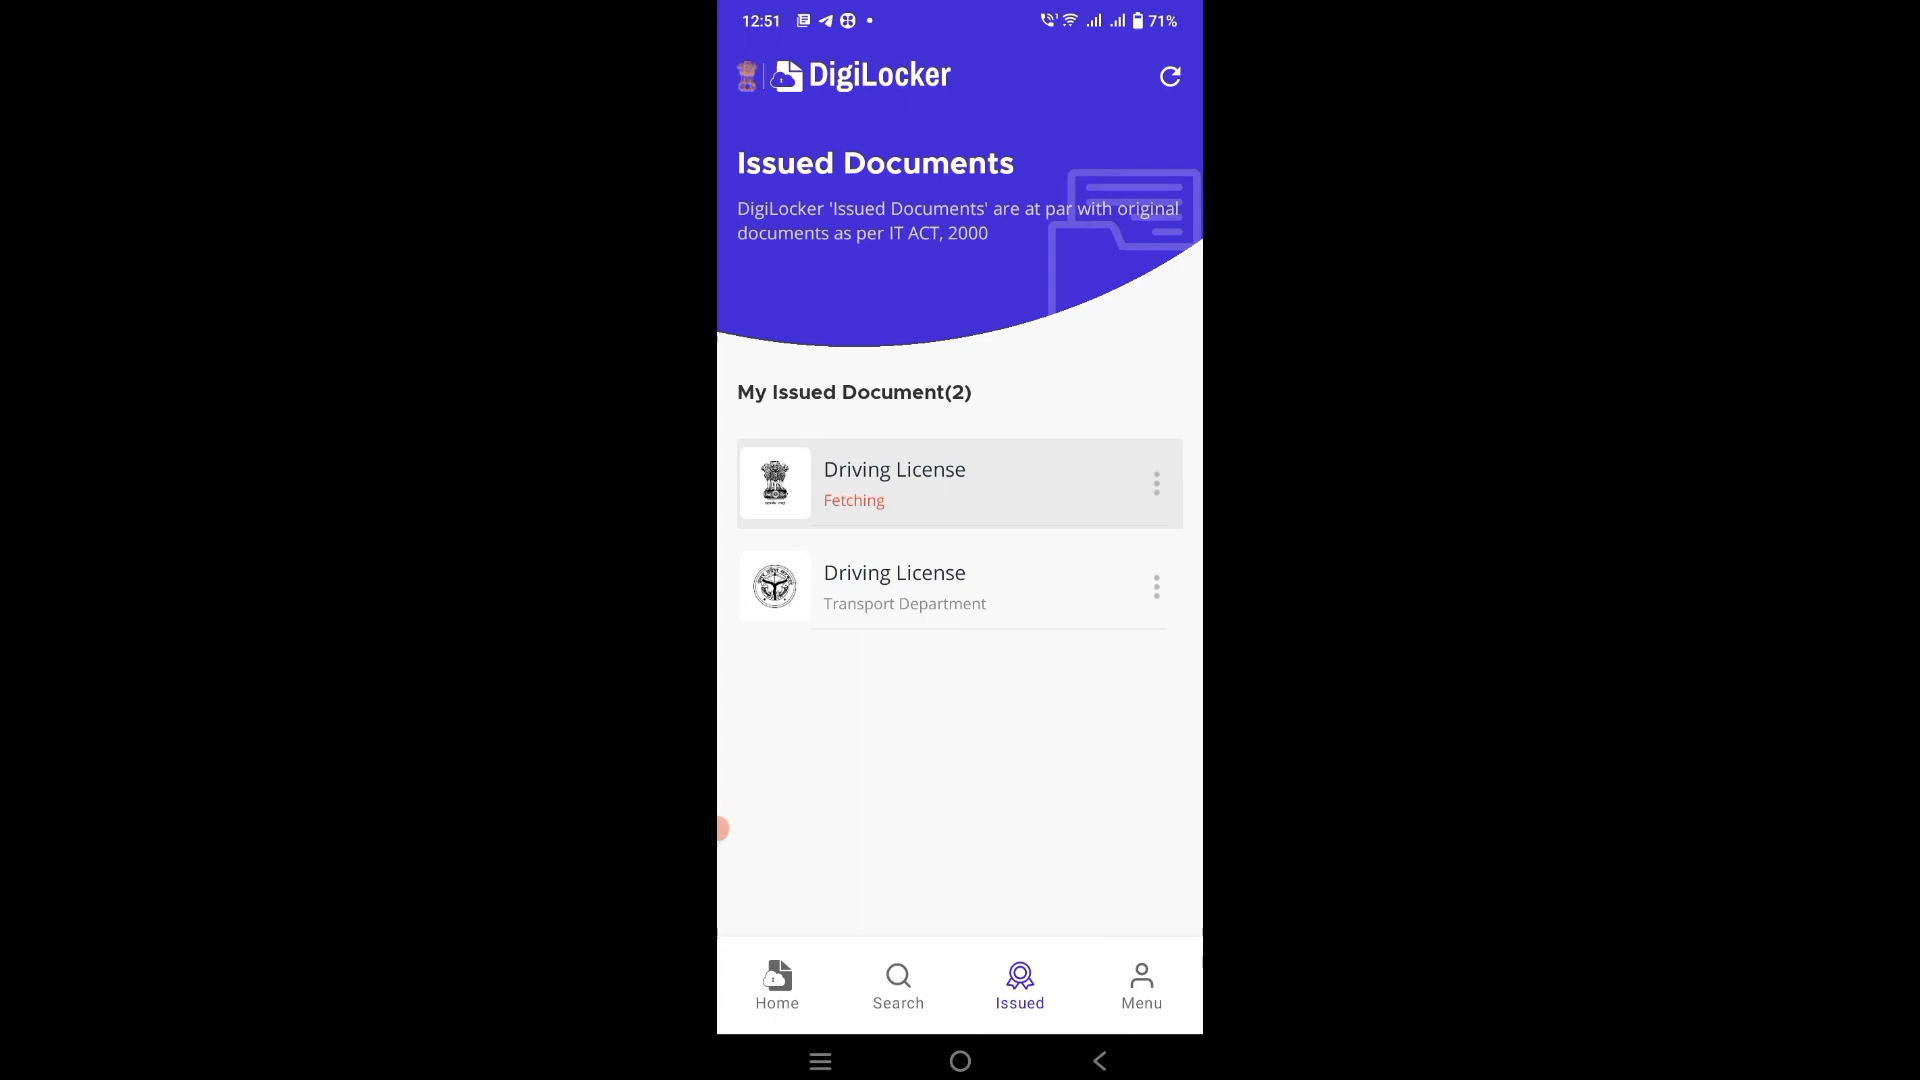 12:51
71%
DigiLocker
Issued Documents
DigiLocker 'Issued Documents' are at par with original
documents as per IT ACT, 2000
My Issued Document(2)
Driving License
Fetching
Driving License
Transport Department
Home
Search
Issued
Menu